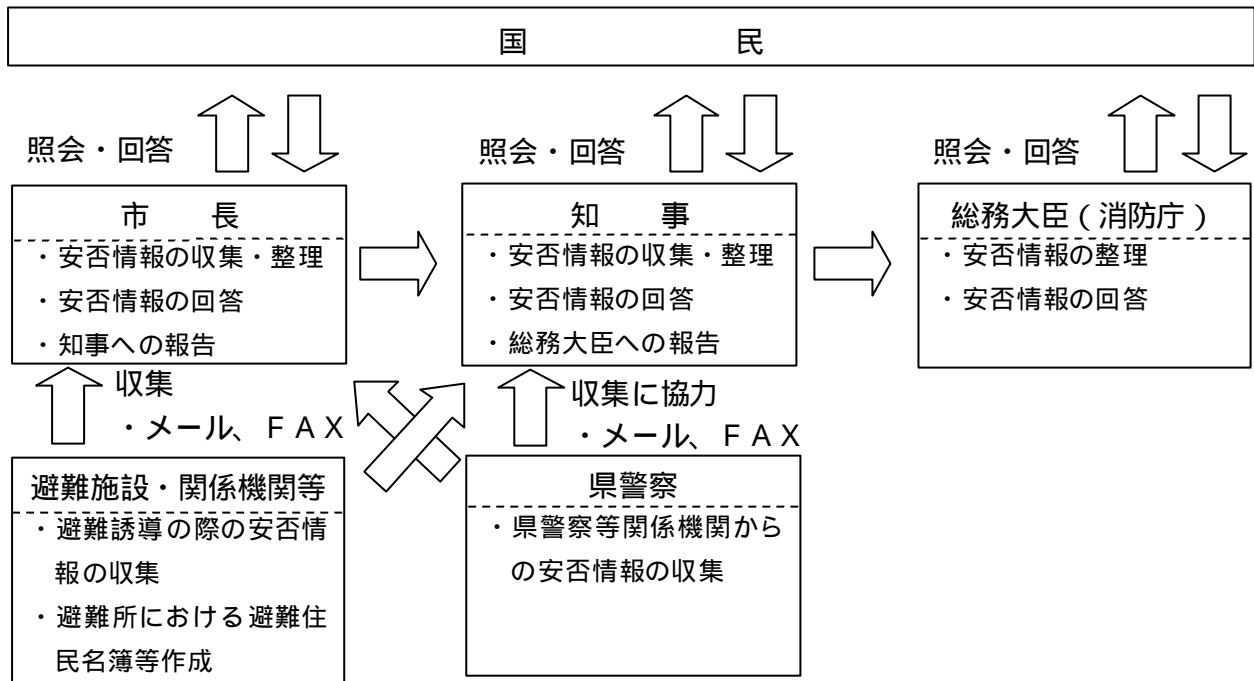 国　　　　　民
照会・回答
照会・回答
照会・回答
市　　長
・安否情報の収集・整理
・安否情報の回答
・知事への報告
知　　事
・安否情報の収集・整理
・安否情報の回答
・総務大臣への報告
総務大臣（消防庁）
・安否情報の整理
・安否情報の回答
収集
・メール、ＦＡＸ
収集に協力
・メール、ＦＡＸ
避難施設・関係機関等
・避難誘導の際の安否情
報の収集
・避難所における避難住
民名簿等作成
県警察
・県警察等関係機関から
の安否情報の収集